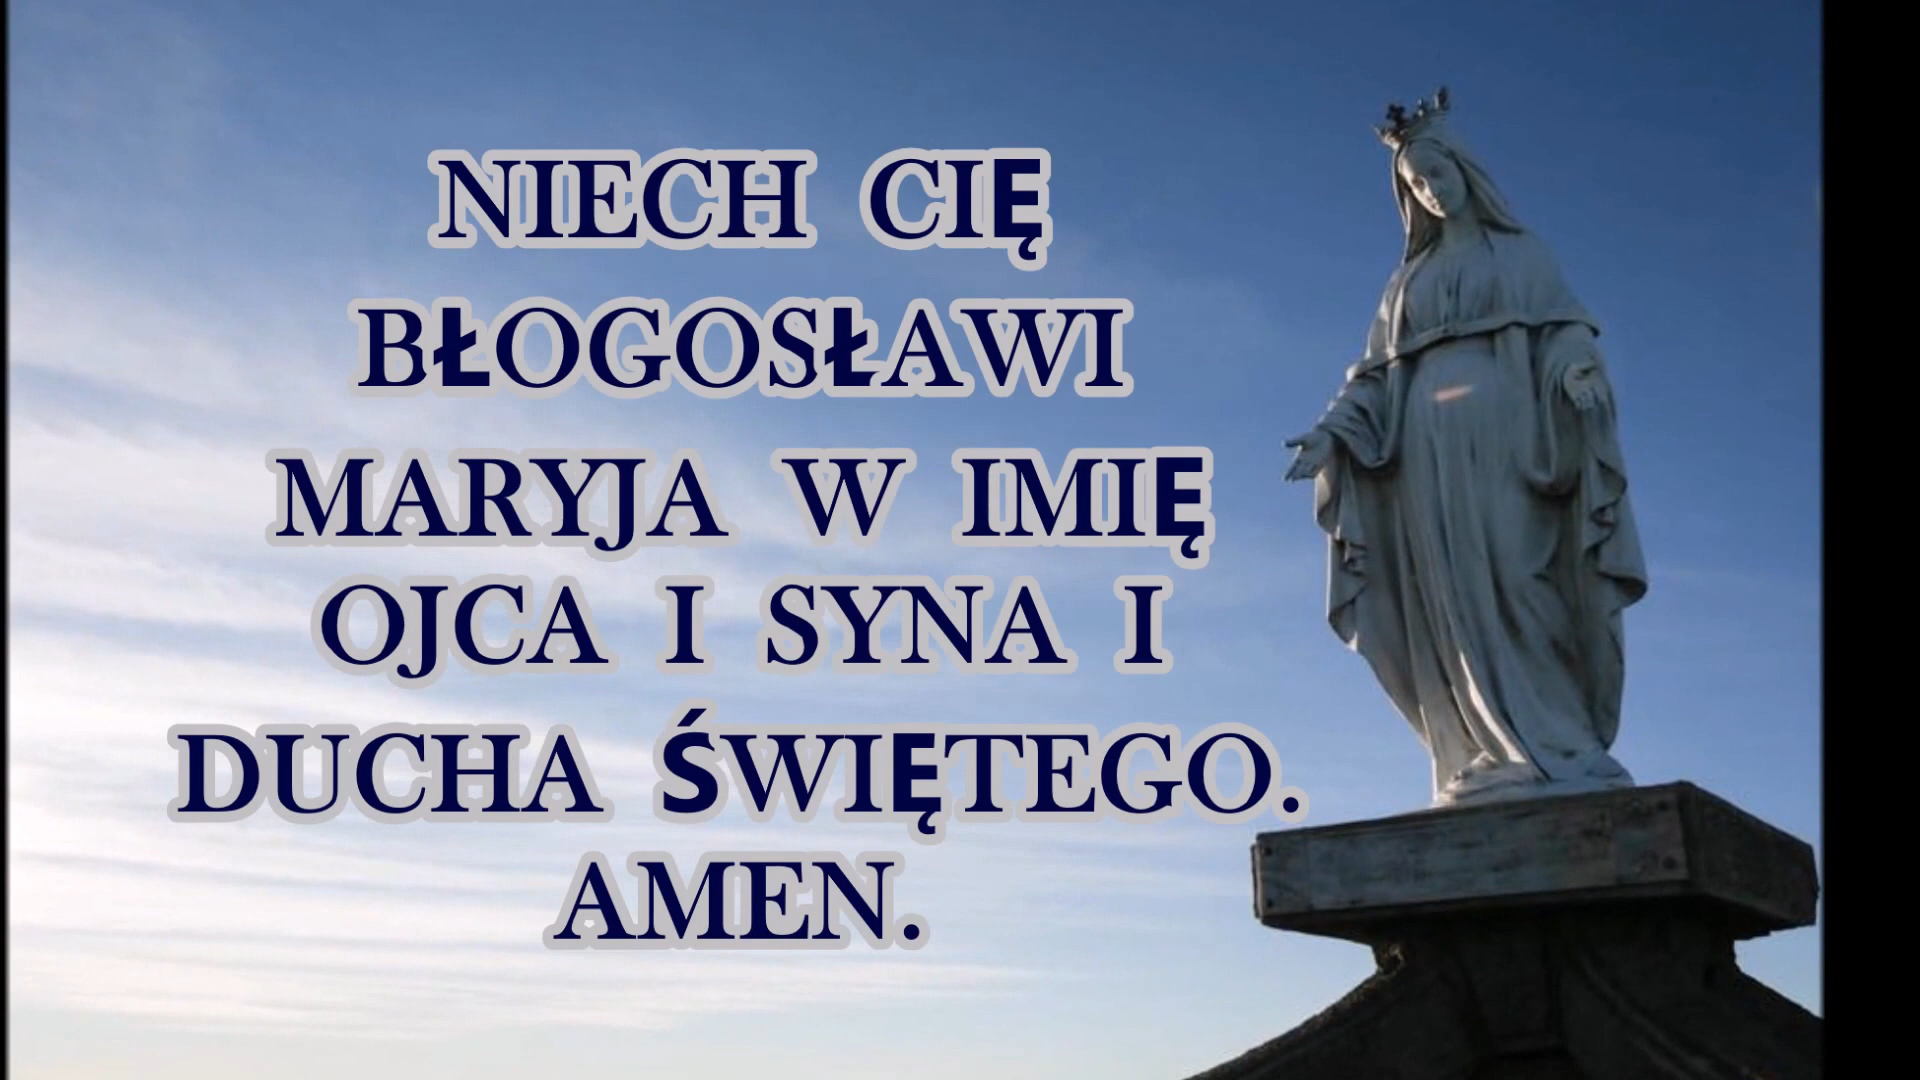 NIECH CIĘ
BŁOGOSŁAWI
MARYJA W IMIĘ
OJCA I SYNA I
DUCHA ŚWIĘTEGO.
AMEN.